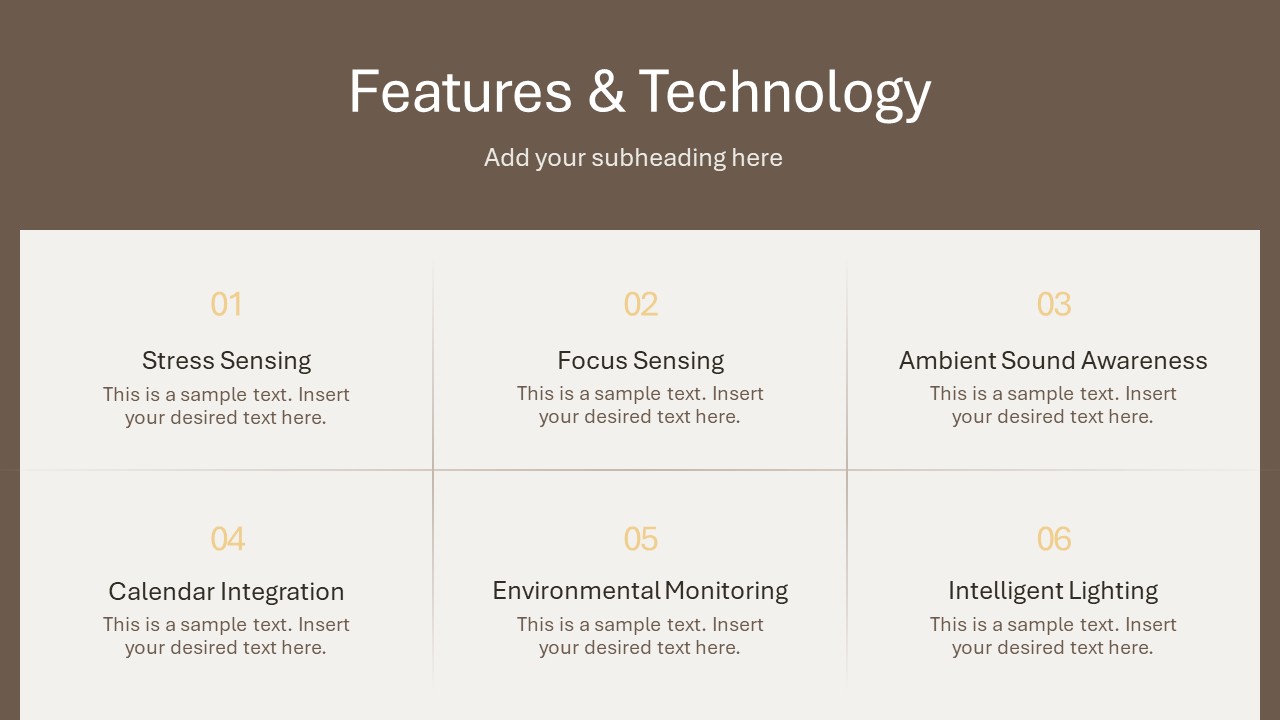 Features & Technology
Add your subheading here
01
Stress Sensing
This is a sample text. Insert
your desired text here.
02
Focus Sensing
This is a sample text. Insert
your desired text here.
03
Ambient Sound Awareness
This is a sample text. Insert
your desired text here.
04
Calendar Integration
This is a sample text. Insert
your desired text here.
05
Environmental Monitoring
This is a sample text. Insert
your desired text here.
06
Intelligent Lighting
This is a sample text. Insert
your desired text here.